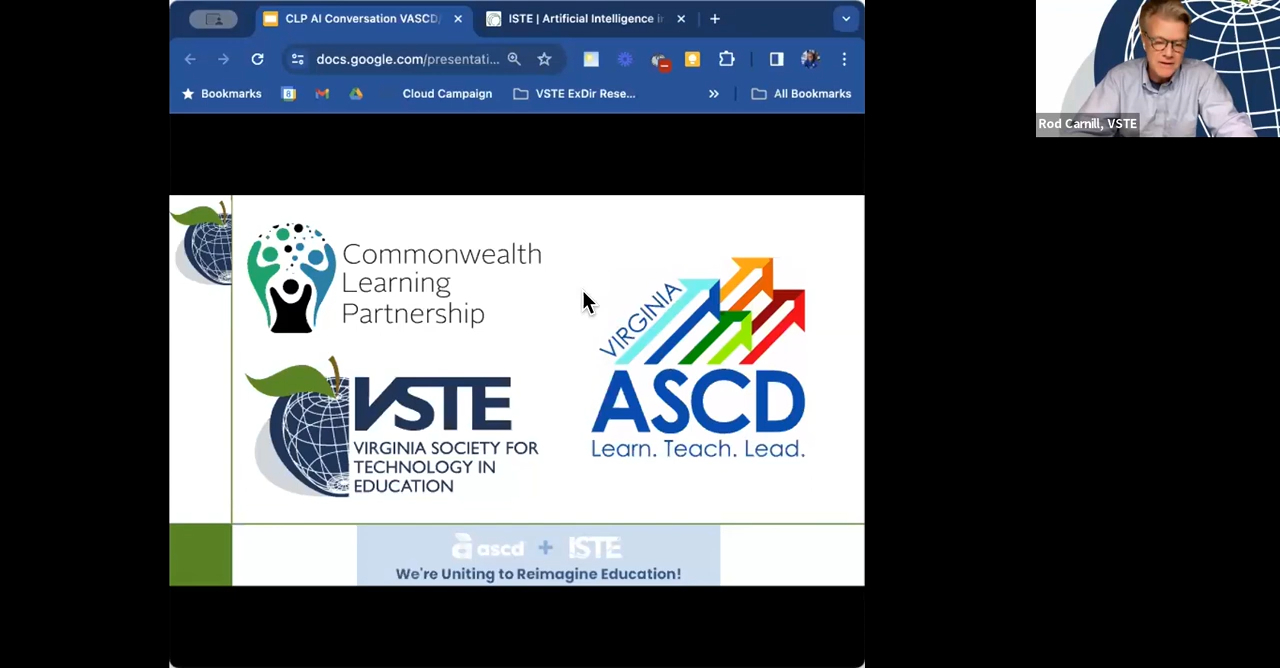 CLP AI Conversation VASCD/
ISTE | Artificial Intelligence in
docs.google.com/presentati...
Bookmarks
8
Cloud Campaign
VSTE ExDir Rese...
All Bookmarks
Rod Carnill, VSTE
Commonwealth
Learning
Partnership
VIRGINIA
ASCD
Learn. Teach. Lead.
VSTE
VIRGINIA SOCIETY FOR
TECHNOLOGY IN
EDUCATION
ascd + ISTE
We're Uniting to Reimagine Education!